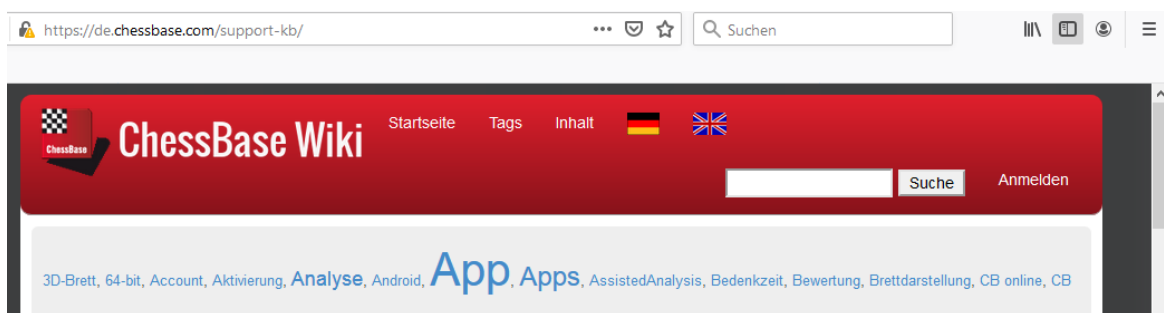 https://de.chessbase.com/support-kb/
Suchen
ChessBase
ChessBase Wiki
Startseite Tags Inhalt
Suche Anmelden
3D-Brett, 64-bit, Account, Aktivierung, Analyse, Android, App, Apps, AssistedAnalysis, Bedenkzeit, Bewertung, Brettdarstellung, CB online, CB